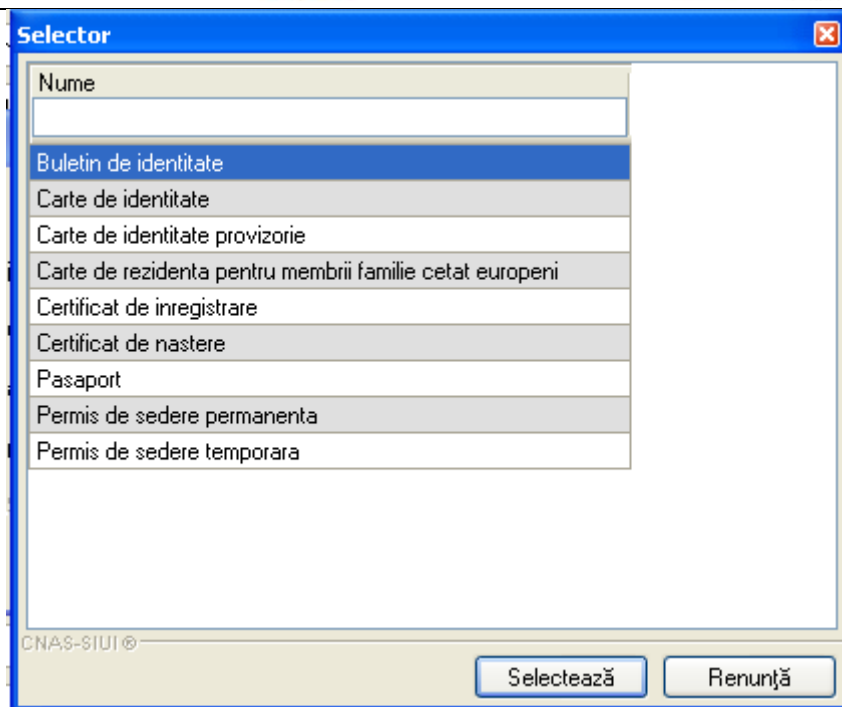 Selector
Nume
Buletin de identitate
Carte de identitate
Carte de identitate provizorie
Carte de rezidenta pentru membrii familie cetat europeni
Certificat de inregistrare
Certificat de nastere
Pasaport
Permis de sedere permanenta
Permis de sedere temporara
CNAS-SIUI®
Selectează Renunţă